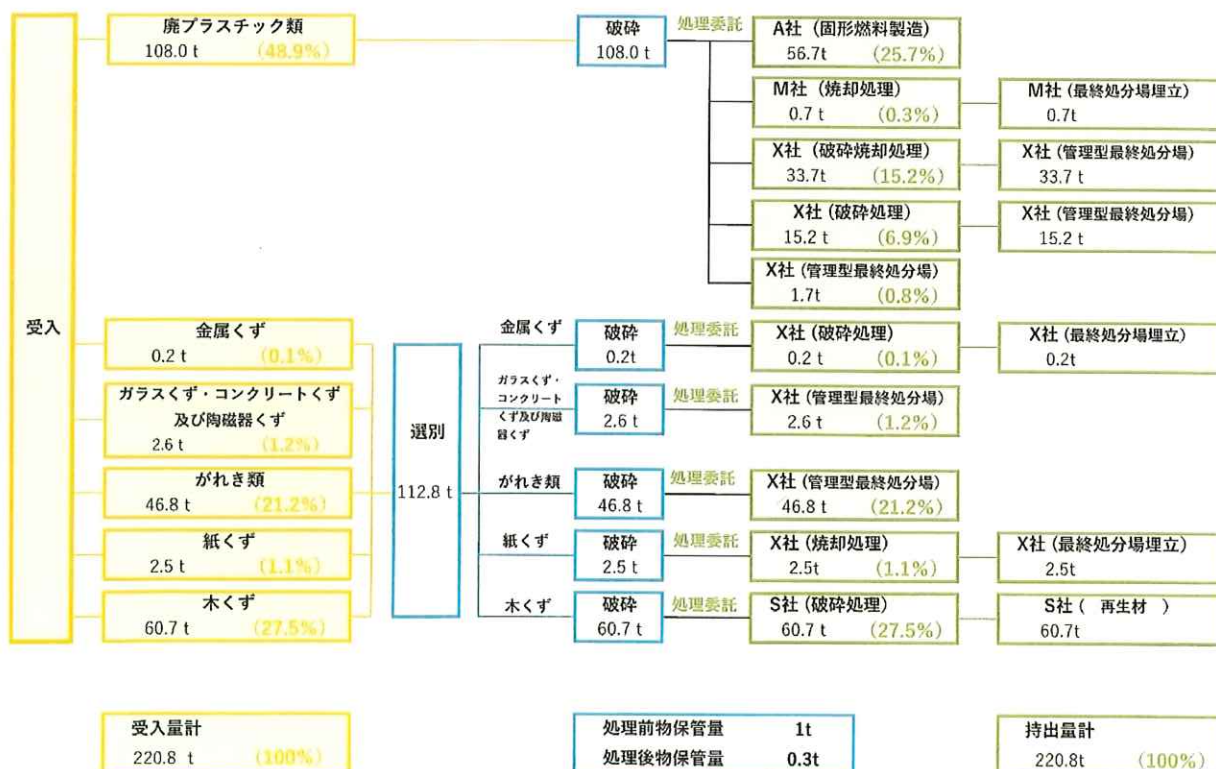 廃プラスチック類
108.0 t (48.9%)
破砕
108.0 t
処理委託
A社（固形燃料製造）
56.7t (25.7%)
M社（焼却処理）
0.7 t (0.3%)
M社（最終処分場埋立）
0.7t
X社（破砕焼却処理）
33.7t (15.2%)
X社（管理型最終処分場）
33.7 t
X社（破砕処理）
15.2 t (6.9%)
X社（管理型最終処分場）
15.2 t
X社（管理型最終処分場）
1.7t (0.8%)
受入
金属くず
0.2 t (0.1%)
金属くず
破砕
0.2t
処理委託
X社（破砕処理）
0.2 t (0.1%)
X社（最終処分場埋立）
0.2t
ガラスくず・コンクリートくず
及び陶磁器くず
2.6 t (1.2%)
選別
112.8 t
ガラスくず・
コンクリート
くず及び陶磁
器くず
破砕
2.6 t
処理委託
X社（管理型最終処分場）
2.6 t (1.2%)
がれき類
46.8 t (21.2%)
がれき類
破砕
46.8 t
処理委託
X社（管理型最終処分場）
46.8 t (21.2%)
紙くず
2.5 t (1.1%)
紙くず
破砕
2.5 t
処理委託
X社（焼却処理）
2.5t (1.1%)
X社（最終処分場埋立）
2.5t
木くず
60.7 t (27.5%)
木くず
破砕
60.7 t
処理委託
S社（破砕処理）
60.7 t (27.5%)
S社（ 再生材 ）
60.7t
受入量計
220.8 t (100%)
処理前物保管量 1t
処理後物保管量 0.3t
持出量計
220.8t (100%)